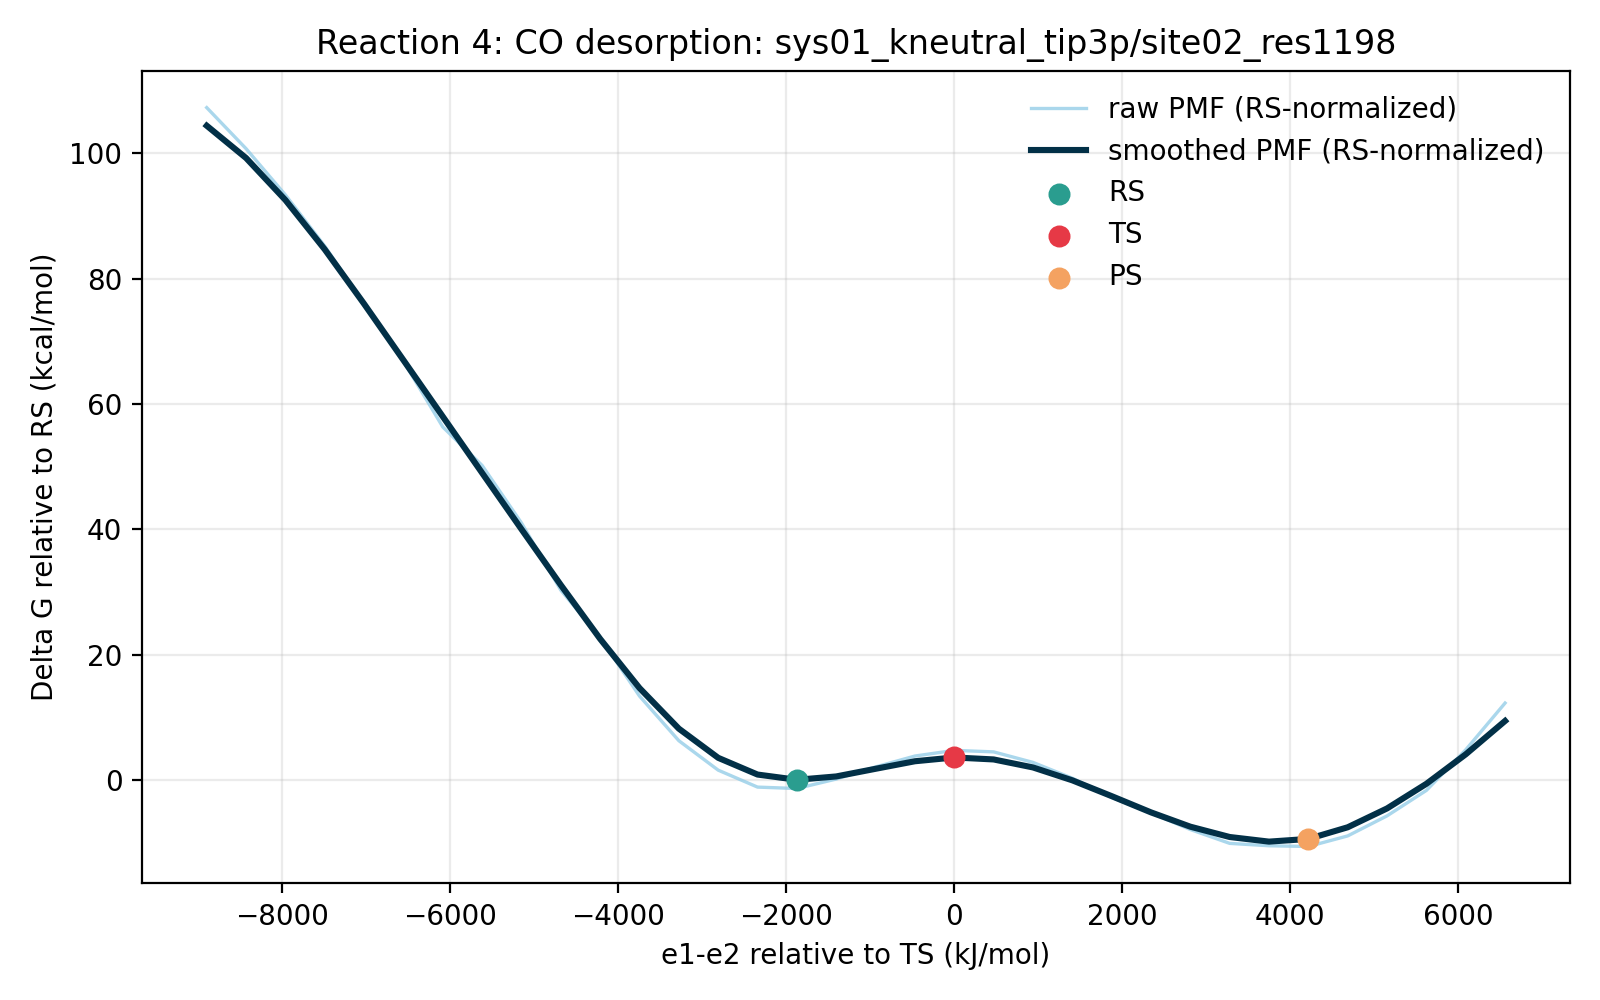 Reaction 4: CO desorption: sys01_kneutral_tip3p/site02_res1198
raw PMF (RS-normalized)
smoothed PMF (RS-normalized)
RS
TS
PS
Delta G relative to RS (kcal/mol)
100
80
60
40
20
0
−8000
−6000
−4000
−2000
0
2000
4000
6000
e1-e2 relative to TS (kJ/mol)